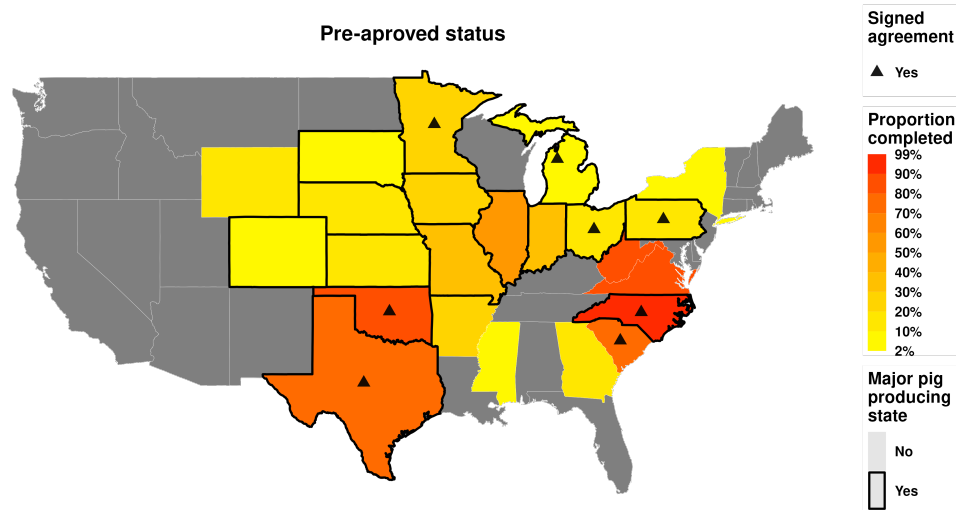 Pre-aproved status
Signed
agreement
Yes
Proportion
completed
99%
90%
80%
70%
60%
50%
40%
30%
20%
10%
2%
Major pig
producing
state
No
Yes